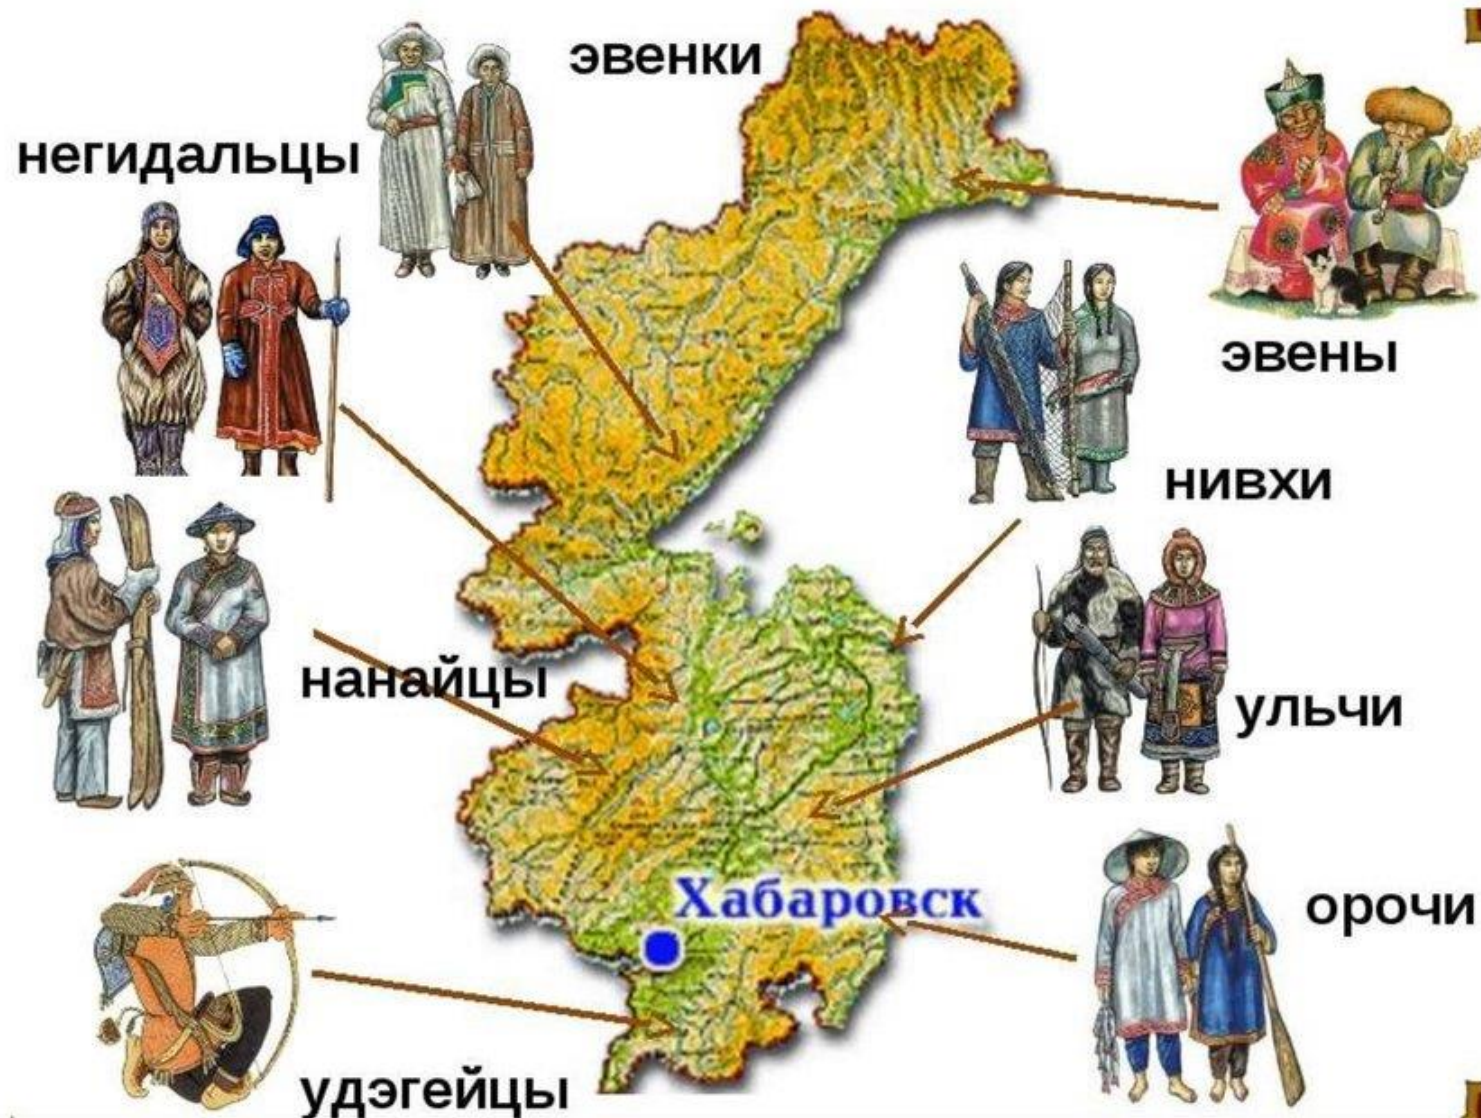 эвенки
негидальцы
эвены
нивхи
нанайцы
ульчи
Хабаровск
орочи
удэгейцы